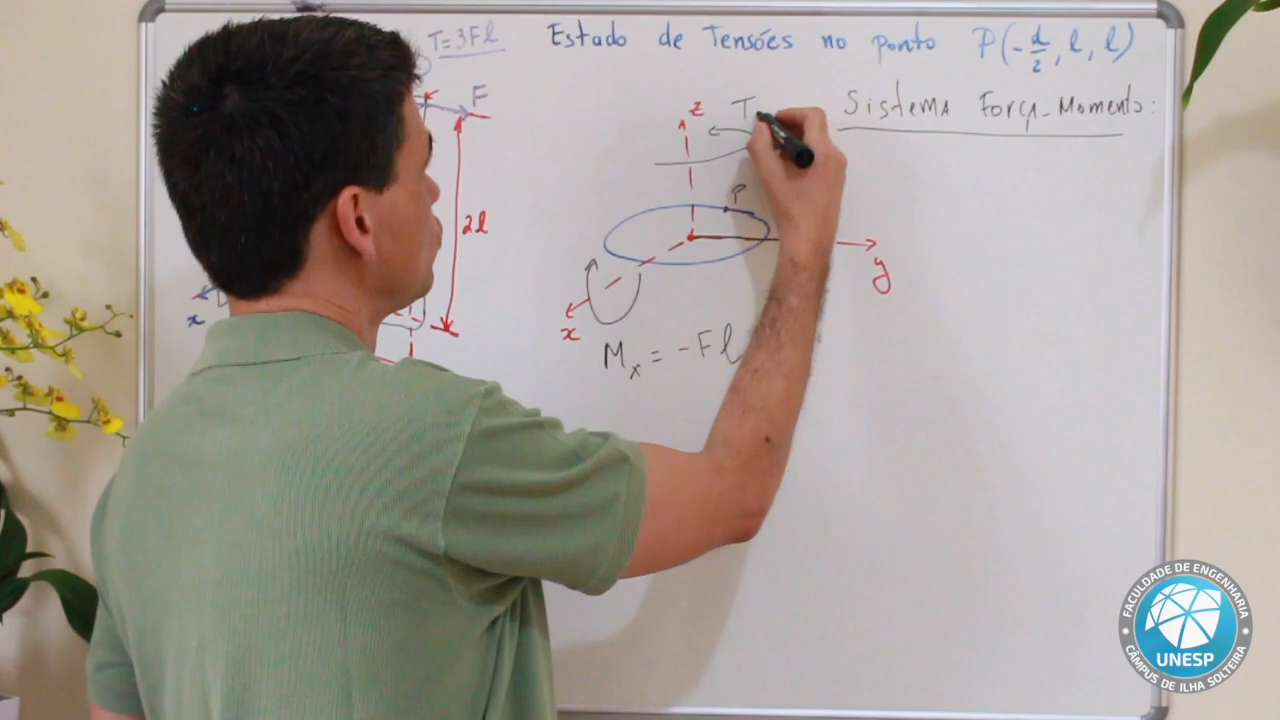 T=3Fl
Estado de Tensões no ponto P(-d/2, l, l)
F
2l
x
Sistema Força-Momento:
z
T
P
y
x
Mx = -Fl
FACULDADE DE ENGENHARIA
UNESP
CÂMPUS DE ILHA SOLTEIRA